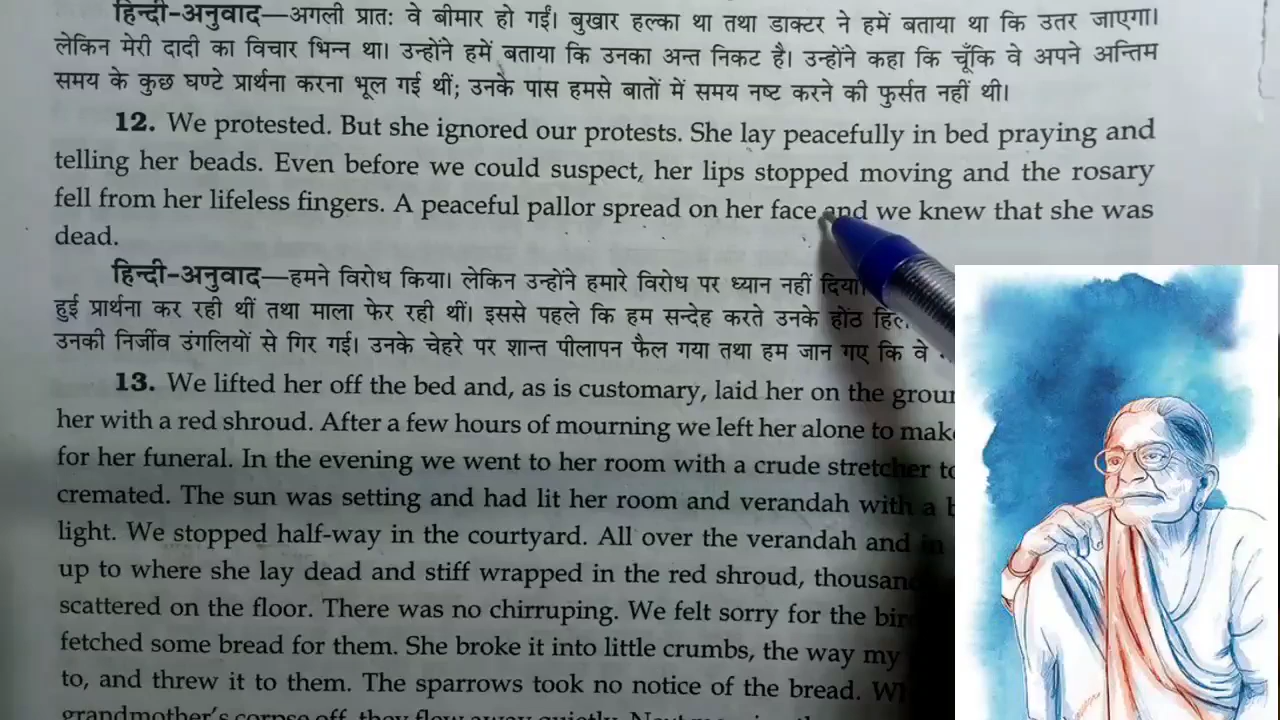 हिन्दी-अनुवाद—अगली प्रातः वे बीमार हो गईं। बुखार हल्का था तथा डाक्टर ने हमें बताया था कि उतर जाएगा।
लेकिन मेरी दादी का विचार भिन्न था। उन्होंने हमें बताया कि उनका अन्त निकट है। उन्होंने कहा कि चूँकि वे अपने अन्तिम
समय के कुछ घण्टे प्रार्थना करना भूल गई थीं; उनके पास हमसे बातों में समय नष्ट करने की फुर्सत नहीं थी।
12. We protested. But she ignored our protests. She lay peacefully in bed praying and
telling her beads. Even before we could suspect, her lips stopped moving and the rosary
fell from her lifeless fingers. A peaceful pallor spread on her face and we knew that she was
dead.
हिन्दी-अनुवाद—हमने विरोध किया। लेकिन उन्होंने हमारे विरोध पर ध्यान नहीं दिया
हुई प्रार्थना कर रही थीं तथा माला फेर रही थीं। इससे पहले कि हम सन्देह करते उनके होंठ
उनकी निर्जीव उंगलियों से गिर गई। उनके चेहरे पर शान्त पीलापन फैल गया तथा हम जान गए कि वे
13. We lifted her off the bed and, as is customary, laid her on the
her with a red shroud. After a few hours of mourning we left her alone to
for her funeral. In the evening we went to her room with a crude stretcher
cremated. The sun was setting and had lit her room and verandah with a
light. We stopped half-way in the courtyard. All over the verandah and in
up to where she lay dead and stiff wrapped in the red shroud,
scattered on the floor. There was no chirruping. We felt sorry for the
fetched some bread for them. She broke it into little crumbs, the way my
to, and threw it to them. The sparrows took no notice of the bread.
grandmother's corpse off, they flew away quietly.